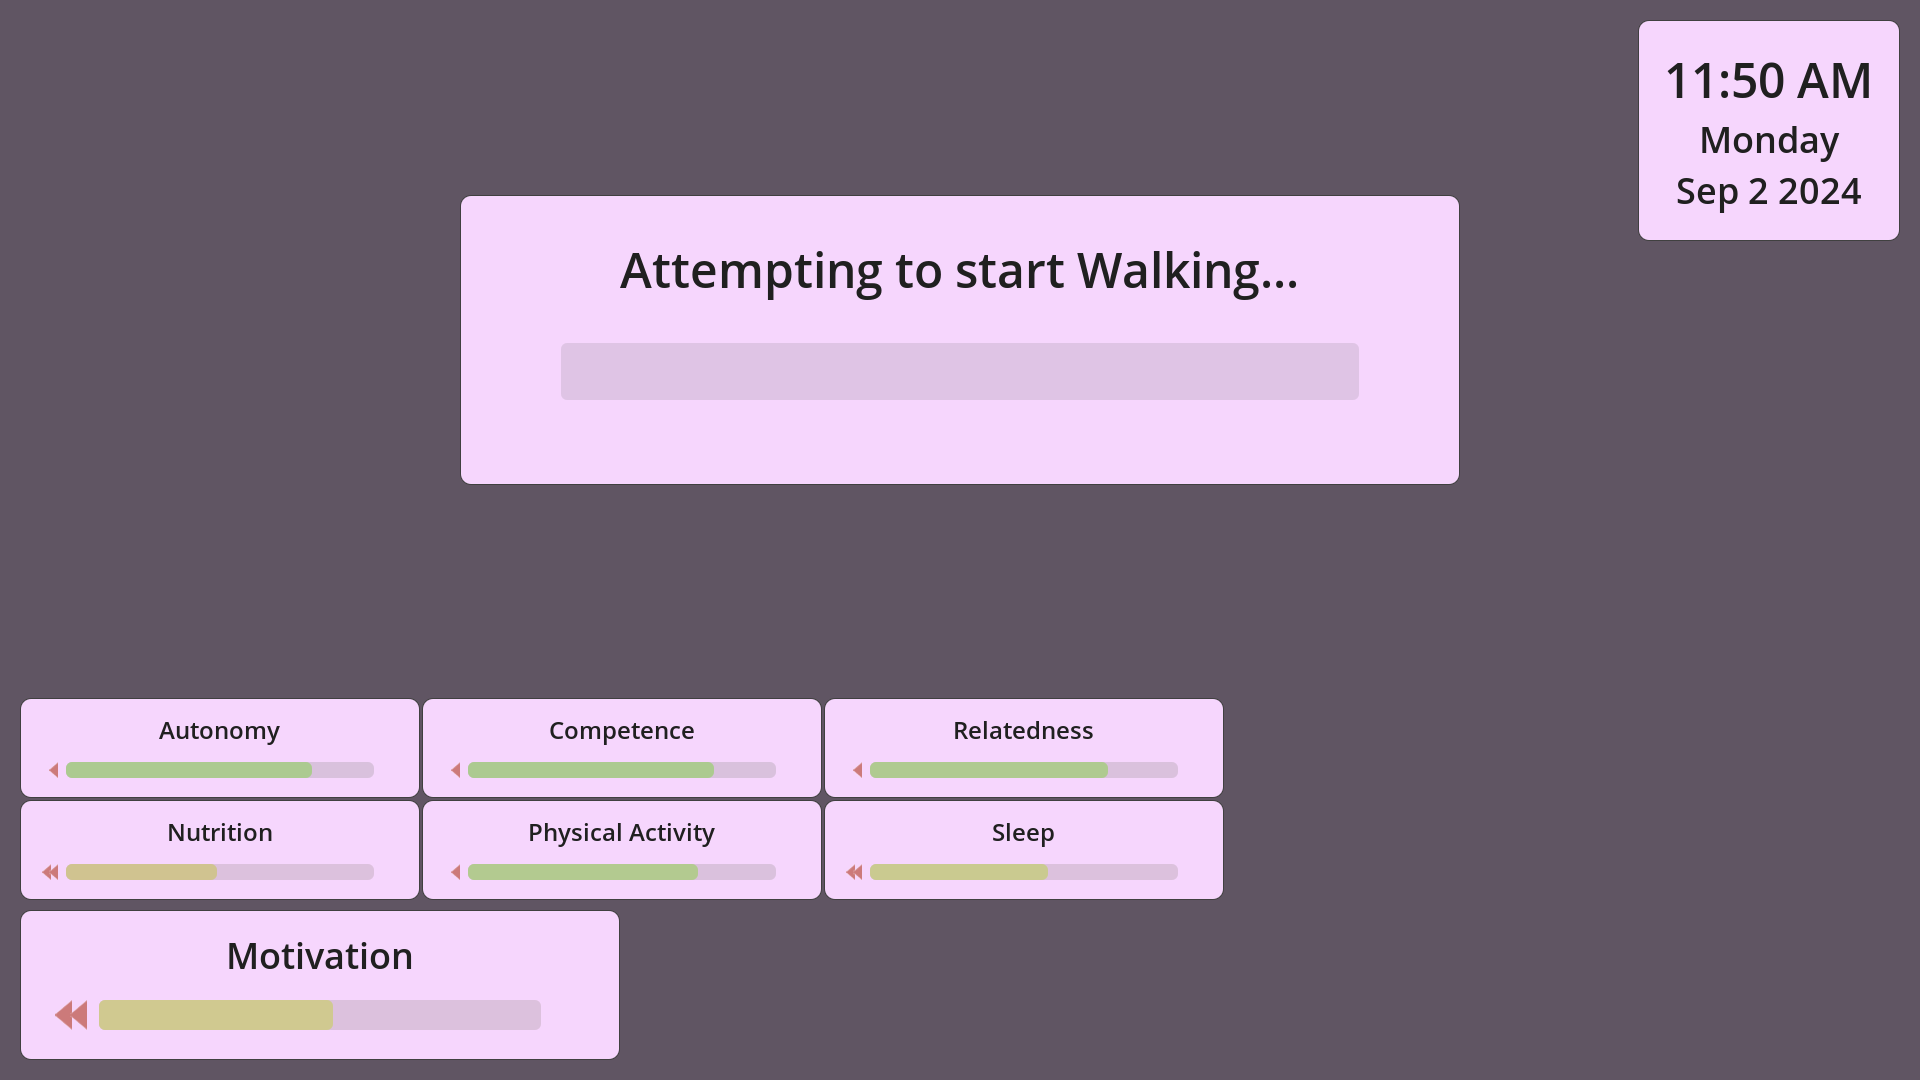 11:50 AM
Monday
Sep 2 2024
Attempting to start Walking...
Autonomy
Competence
Relatedness
Nutrition
Physical Activity
Sleep
Motivation